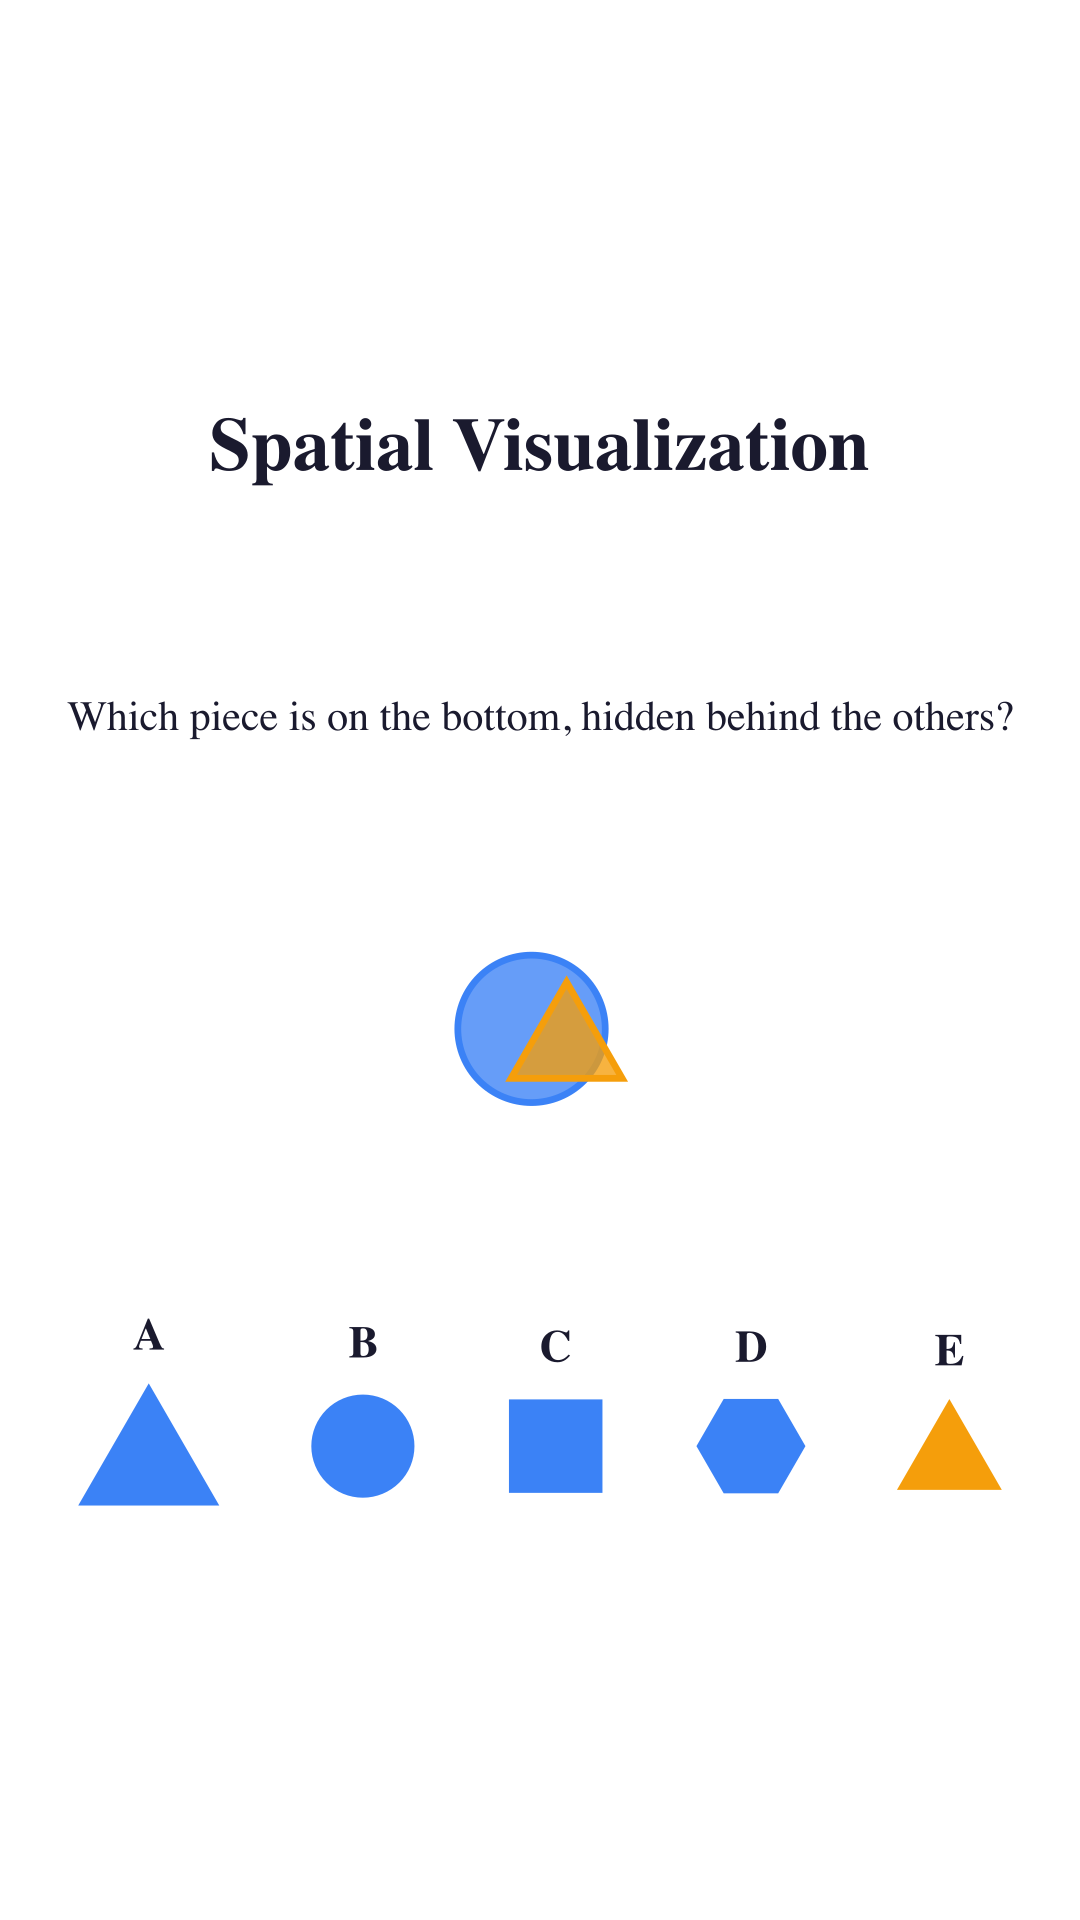 Spatial Visualization
Which piece is on the bottom, hidden behind the others?
A B C D E